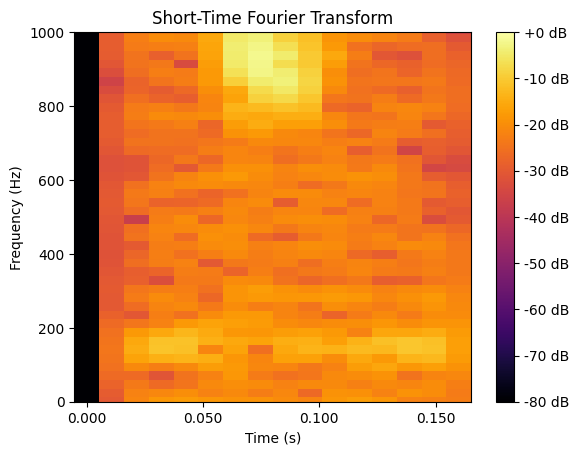 Short-Time Fourier Transform
1000
800
600
400
200
0
Frequency (Hz)
0.000
0.050
0.100
0.150
Time (s)
+0 dB
-10 dB
-20 dB
-30 dB
-40 dB
-50 dB
-60 dB
-70 dB
-80 dB